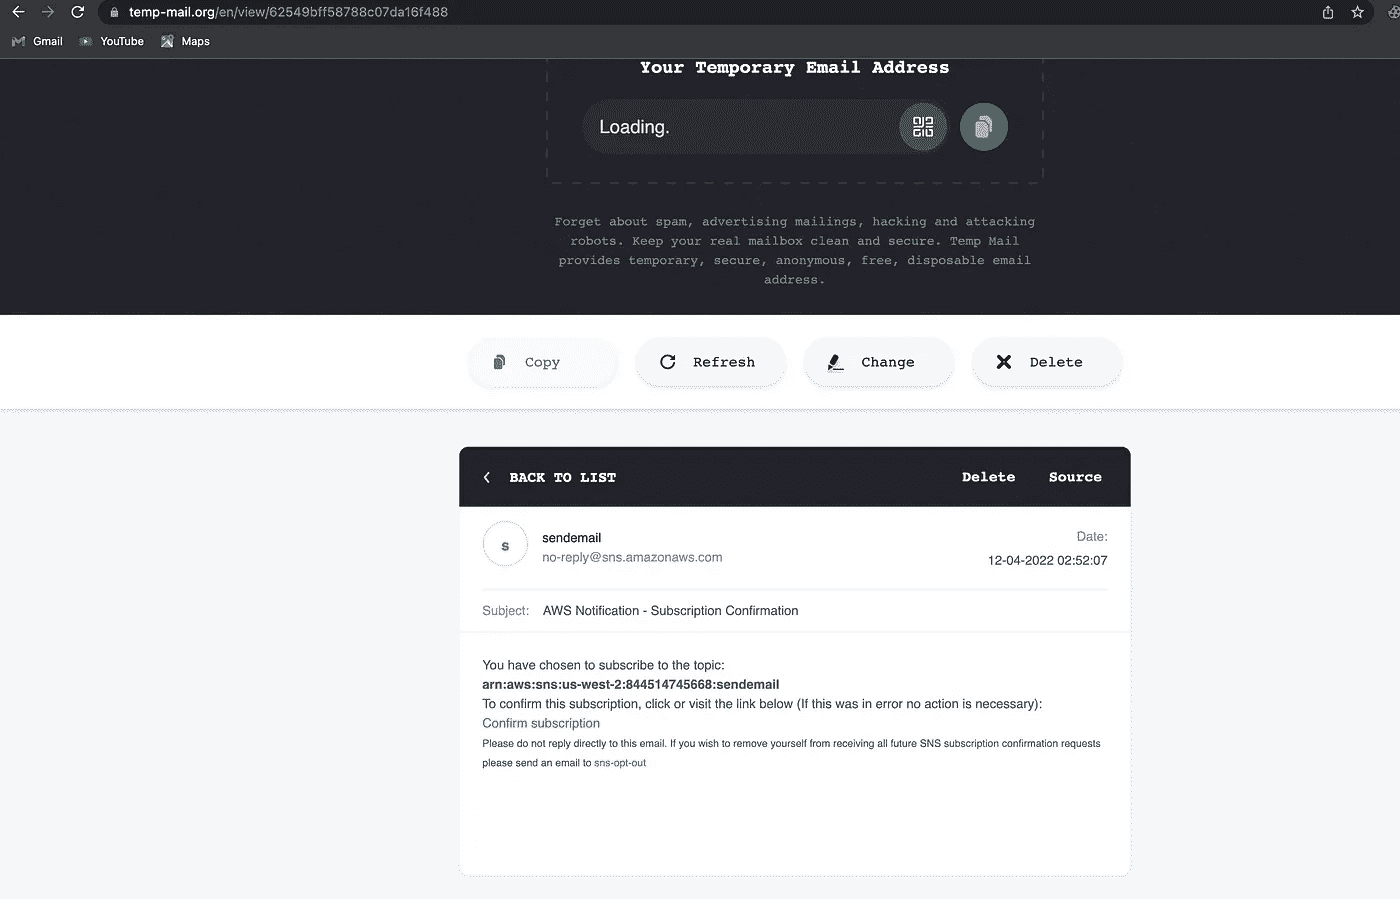 temp-mail.org/en/view/62549bff58788c07da16f488
Gmail YouTube Maps
Your Temporary Email Address
Loading.
Forget about spam, advertising mailings, hacking and attacking
robots. Keep your real mailbox clean and secure. Temp Mail
provides temporary, secure, anonymous, free, disposable email
address.
Copy Refresh Change Delete
BACK TO LIST Delete Source
s
sendemail
no-reply@sns.amazonaws.com
Date:
12-04-2022 02:52:07
Subject: AWS Notification - Subscription Confirmation
You have chosen to subscribe to the topic:
arn:aws:sns:us-west-2:844514745668:sendemail
To confirm this subscription, click or visit the link below (If this was in error no action is necessary):
Confirm subscription
Please do not reply directly to this email. If you wish to remove yourself from receiving all future SNS subscription confirmation requests
please send an email to sns-opt-out